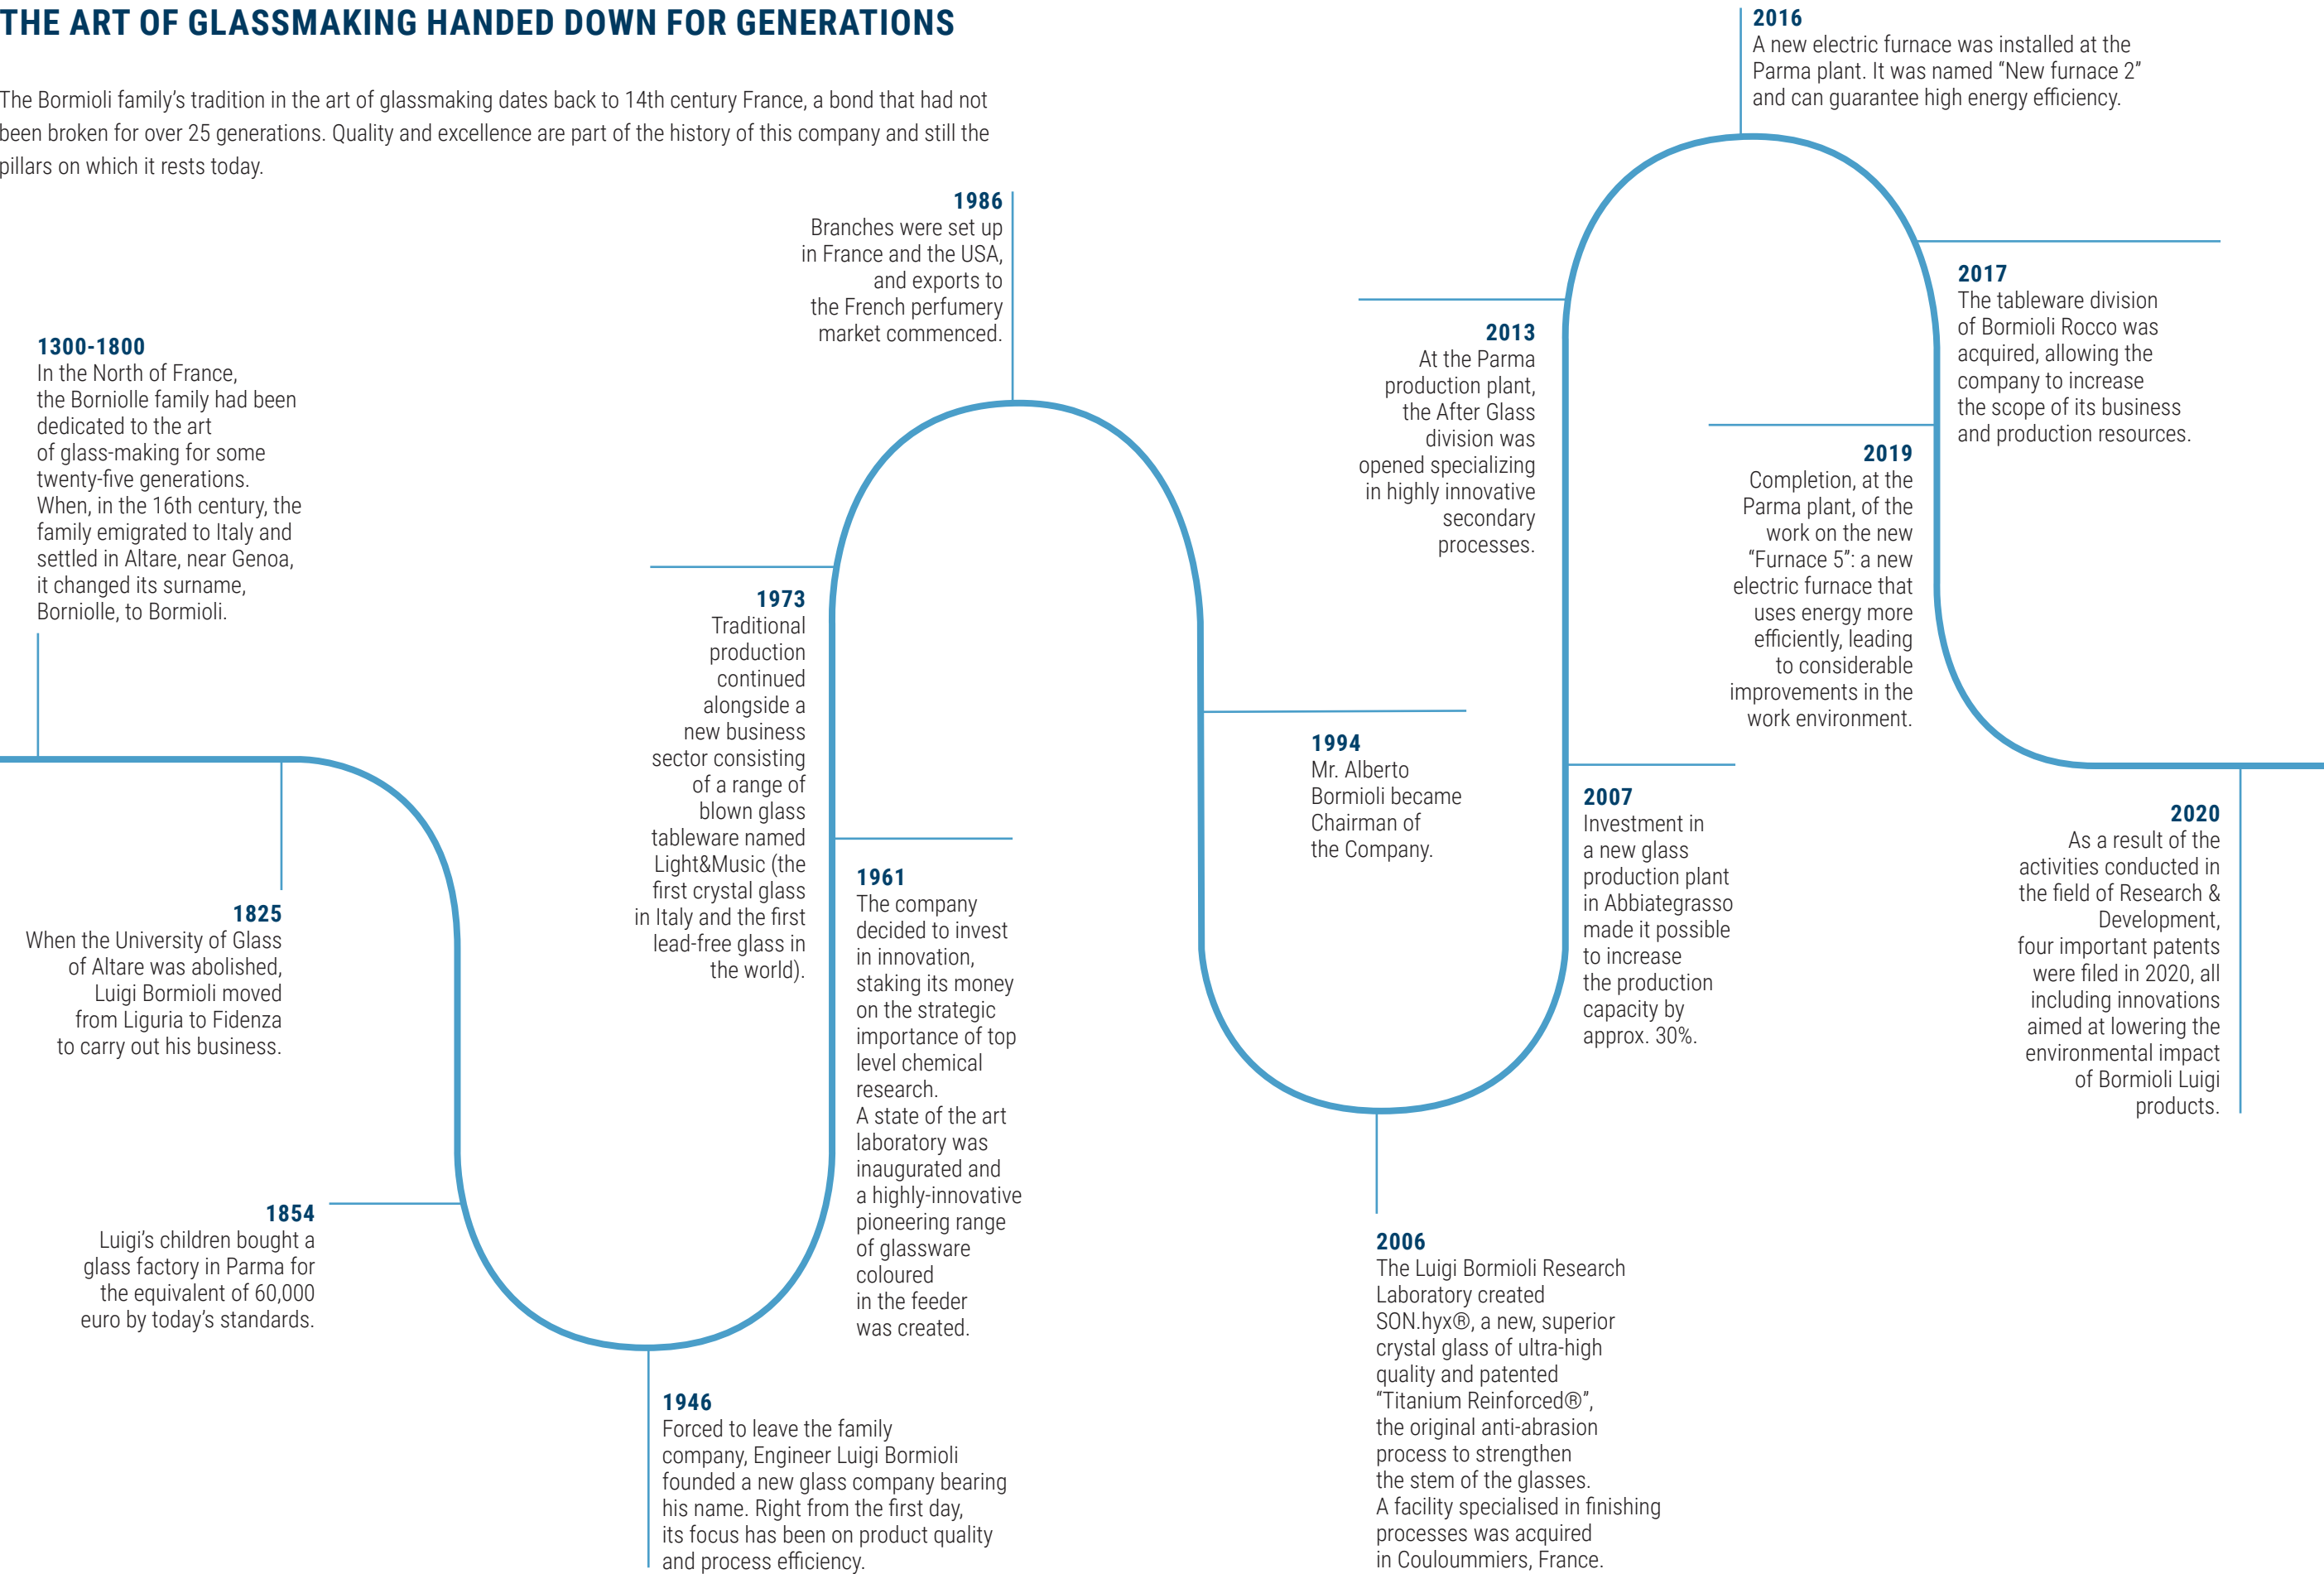 THE ART OF GLASSMAKING HANDED DOWN FOR GENERATIONS
The Bormioli family's tradition in the art of glassmaking dates back to 14th century France, a bond that had not
been broken for over 25 generations. Quality and excellence are part of the history of this company and still the
pillars on which it rests today.
1300-1800
In the North of France,
the Borniolle family had been
dedicated to the art
of glass-making for some
twenty-five generations.
When, in the 16th century, the
family emigrated to Italy and
settled in Altare, near Genoa,
it changed its surname,
Borniolle, to Bormioli.
1825
When the University of Glass
of Altare was abolished,
Luigi Bormioli moved
from Liguria to Fidenza
to carry out his business.
1854
Luigi's children bought a
glass factory in Parma for
the equivalent of 60,000
euro by today's standards.
1946
Forced to leave the family
company, Engineer Luigi Bormioli
founded a new glass company bearing
his name. Right from the first day,
its focus has been on product quality
and process efficiency.
1961
The company
decided to invest
in innovation,
staking its money
on the strategic
importance of top
level chemical
research.
A state of the art
laboratory was
inaugurated and
a highly-innovative
pioneering range
of glassware
coloured
in the feeder
was created.
1973
Traditional
production
continued
alongside a
new business
sector consisting
of a range of
blown glass
tableware named
Light&Music (the
first crystal glass
in Italy and the first
lead-free glass in
the world).
1986
Branches were set up
in France and the USA,
and exports to
the French perfumery
market commenced.
1994
Mr. Alberto
Bormioli became
Chairman of
the Company.
2006
The Luigi Bormioli Research
Laboratory created
SON.hyx®, a new, superior
crystal glass of ultra-high
quality and patented
“Titanium Reinforced®”,
the original anti-abrasion
process to strengthen
the stem of the glasses.
A facility specialised in finishing
processes was acquired
in Couloummiers, France.
2007
Investment in
a new glass
production plant
in Abbiategrasso
made it possible
to increase
the production
capacity by
approx. 30%.
2013
At the Parma
production plant,
the After Glass
division was
opened specializing
in highly innovative
secondary
processes.
2016
A new electric furnace was installed at the
Parma plant. It was named “New furnace 2”
and can guarantee high energy efficiency.
2017
The tableware division
of Bormioli Rocco was
acquired, allowing the
company to increase
the scope of its business
and production resources.
2019
Completion, at the
Parma plant, of the
work on the new
“Furnace 5”: a new
electric furnace that
uses energy more
efficiently, leading
to considerable
improvements in the
work environment.
2020
As a result of the
activities conducted in
the field of Research &
Development,
four important patents
were filed in 2020, all
including innovations
aimed at lowering the
environmental impact
of Bormioli Luigi
products.